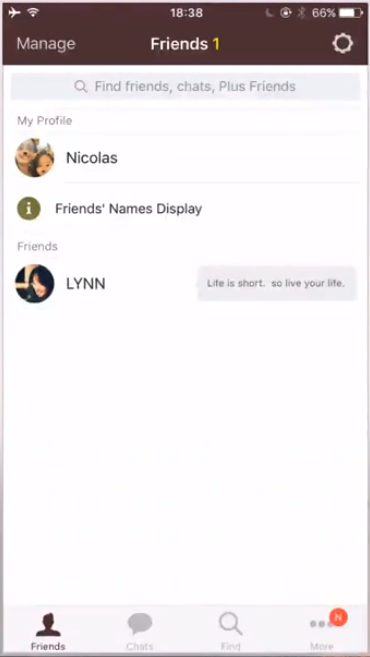 18:38 66%
Manage Friends 1
Find friends, chats, Plus Friends
My Profile
Nicolas
i Friends' Names Display
Friends
LYNN Life is short. so live your life.
N
Friends Chats Find More